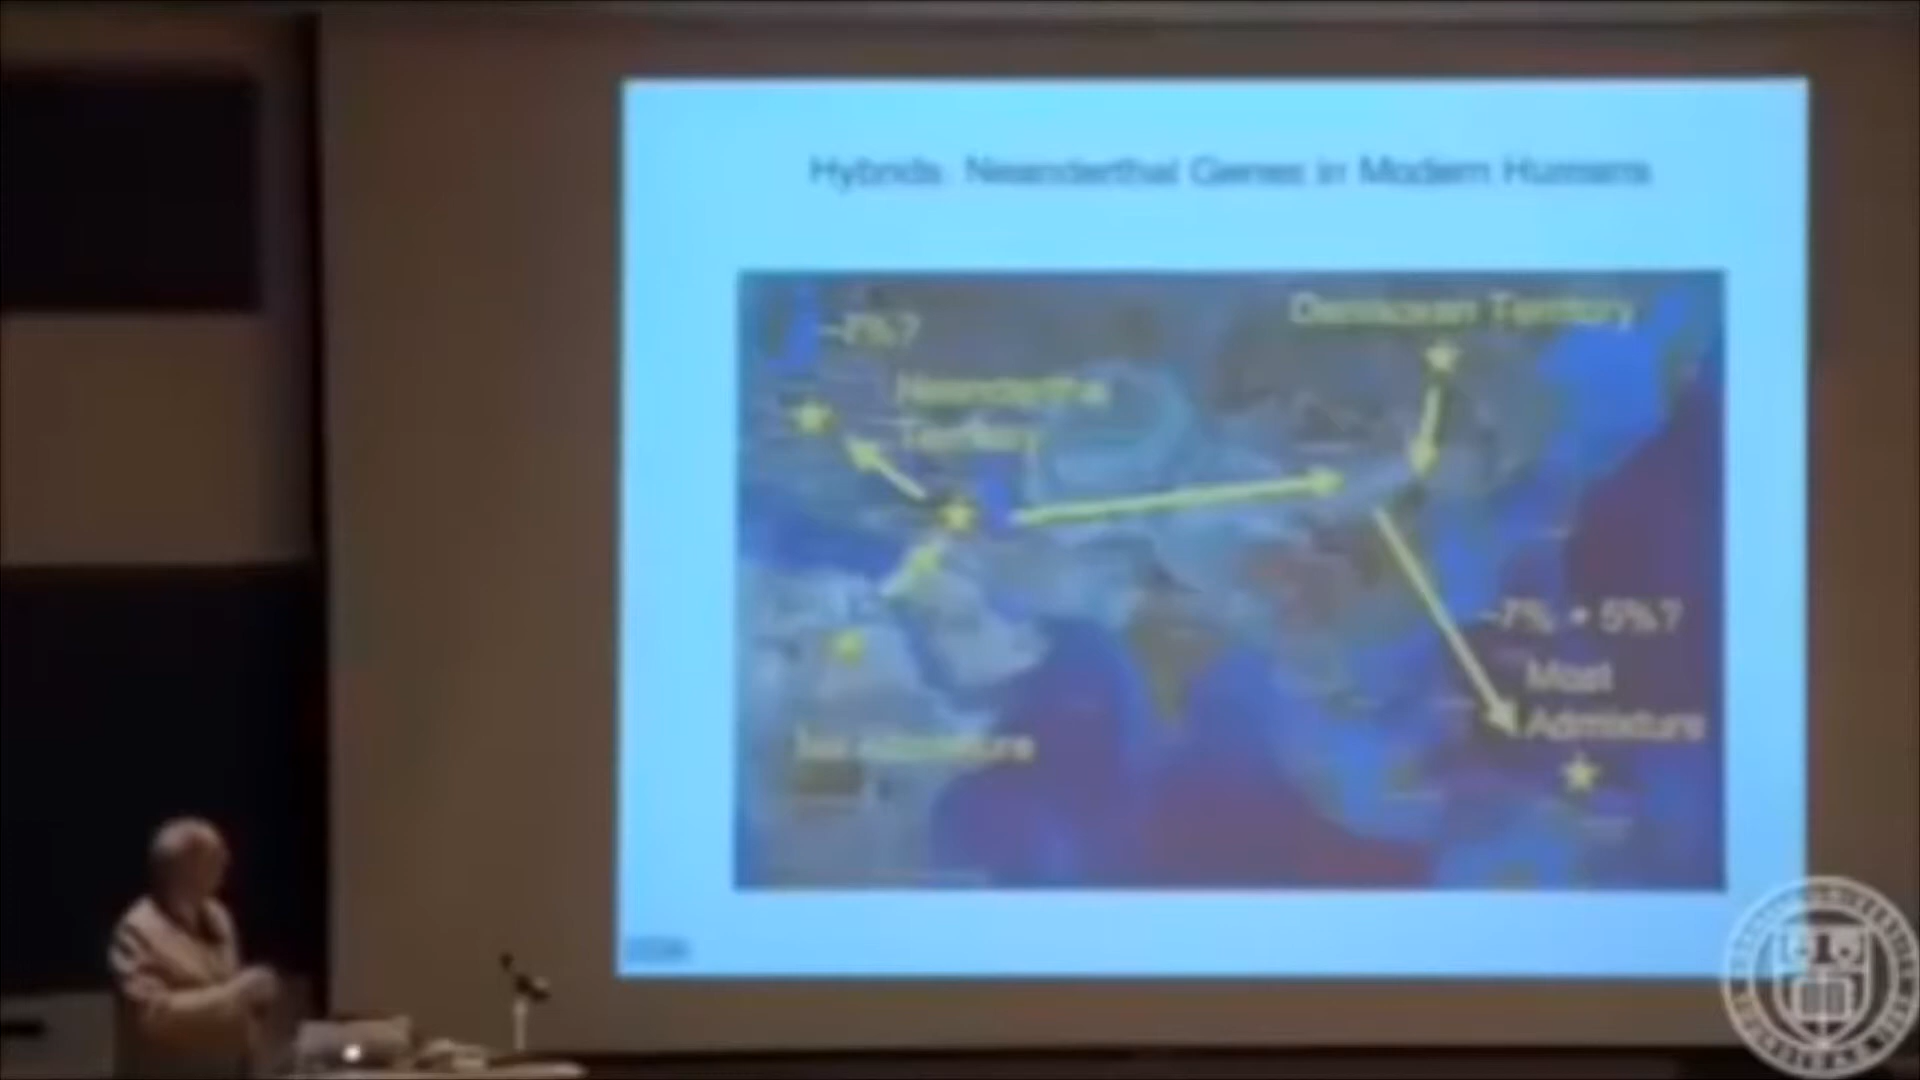 Hybrids: Neanderthal Genes in Modern Humans
~7%?
Denisovan Territory
Neanderthal
Territory
~7% + 5%?
Most
Admixture
No Admixture